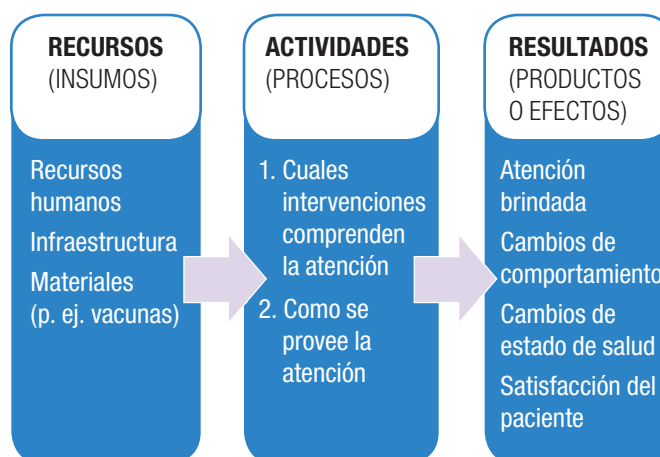 RECURSOS
(INSUMOS)
Recursos
humanos
Infraestructura
Materiales
(p. ej. vacunas)
ACTIVIDADES
(PROCESOS)
1. Cuales
intervenciones
comprenden
la atención
2. Como se
provee la
atención
RESULTADOS
(PRODUCTOS
O EFECTOS)
Atención
brindada
Cambios de
comportamiento
Cambios de
estado de salud
Satisfacción del
paciente